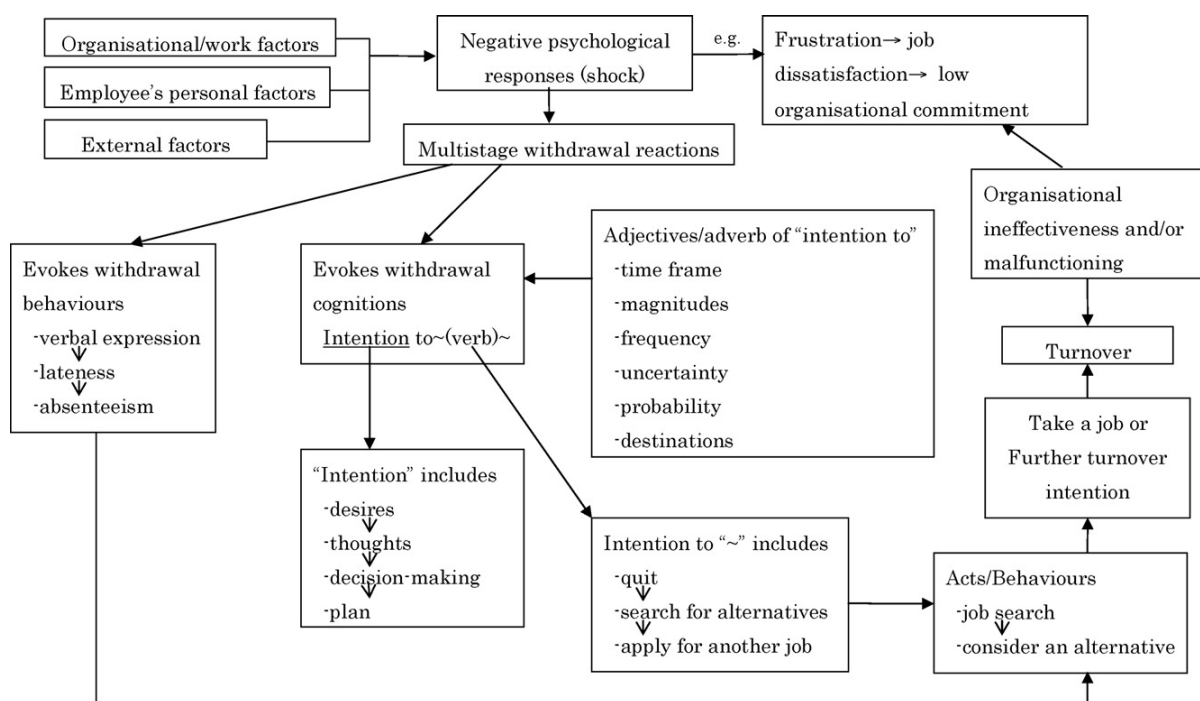 Organisational/work factors
Employee's personal factors
External factors
Negative psychological
responses (shock)
e.g.
Frustration→ job
dissatisfaction→ low
organisational commitment
Multistage withdrawal reactions
Organisational
ineffectiveness and/or
malfunctioning
Evokes withdrawal
behaviours
-verbal expression
-lateness
-absenteeism
Evokes withdrawal
cognitions
Intention to~(verb)~
Adjectives/adverb of “intention to”
-time frame
-magnitudes
-frequency
-uncertainty
-probability
-destinations
Turnover
Take a job or
Further turnover
intention
“Intention” includes
-desires
-thoughts
-decision-making
-plan
Intention to “~” includes
-quit
-search for alternatives
-apply for another job
Acts/Behaviours
-job search
-consider an alternative